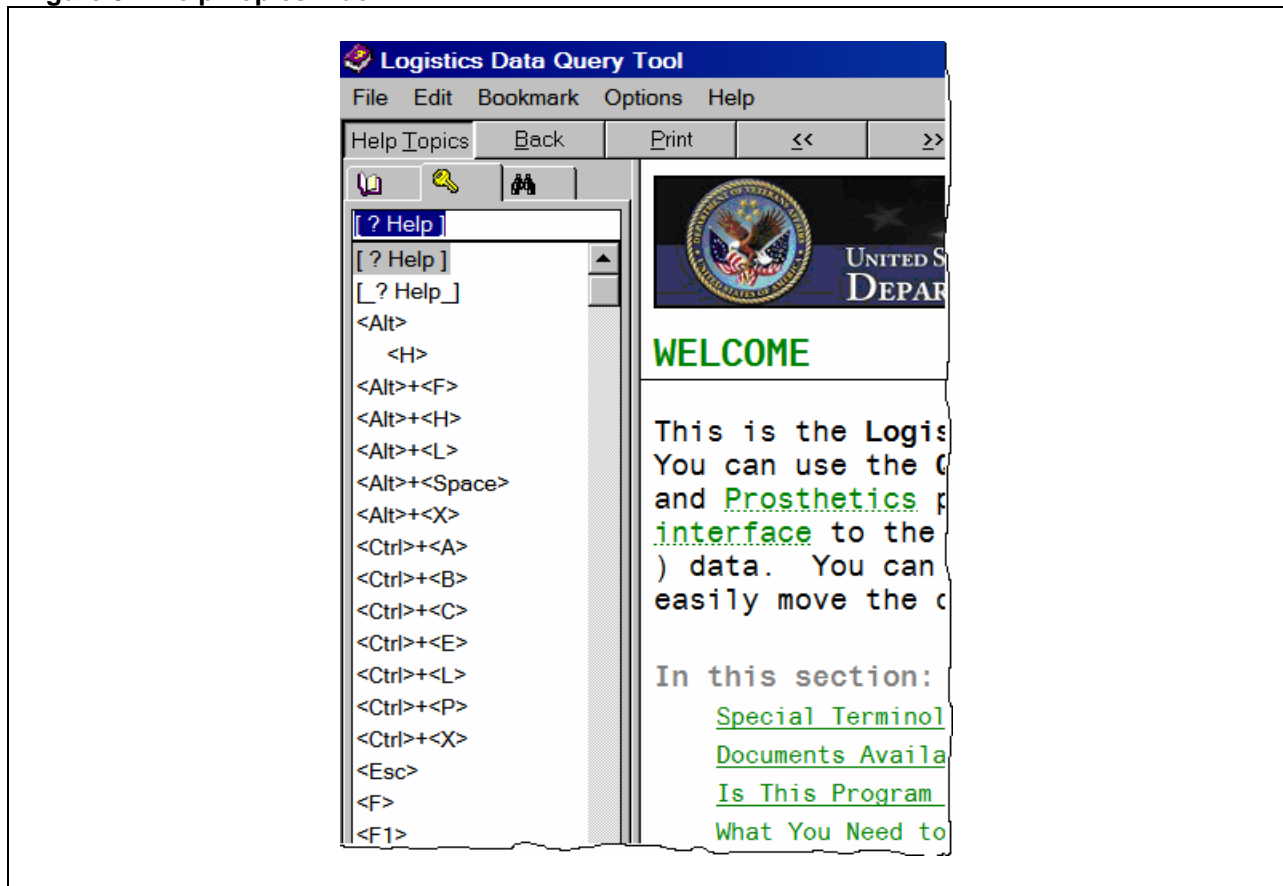 Logistics Data Query Tool
File Edit Bookmark Options Help
Help Topics Back Print << >>
[ ? Help ]
[ ? Help ]
[_? Help_]
<Alt>
<H>
<Alt>+<F>
<Alt>+<H>
<Alt>+<L>
<Alt>+<Space>
<Alt>+<X>
<Ctrl>+<A>
<Ctrl>+<B>
<Ctrl>+<C>
<Ctrl>+<E>
<Ctrl>+<L>
<Ctrl>+<P>
<Ctrl>+<X>
<Esc>
<F>
<F1>
UNITED S
DEPAR
WELCOME
This is the Logis
You can use the
and Prosthetics p
interface to the
) data. You can
easily move the
In this section:
Special Terminol
Documents Availa
Is This Program
What You Need to